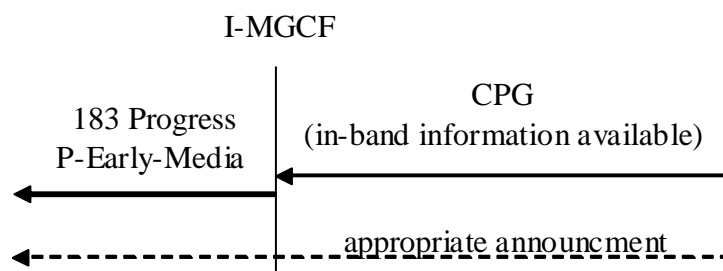 I-MGCF
CPG
(in-band information available)
183 Progress
P-Early-Media
appropriate announcment